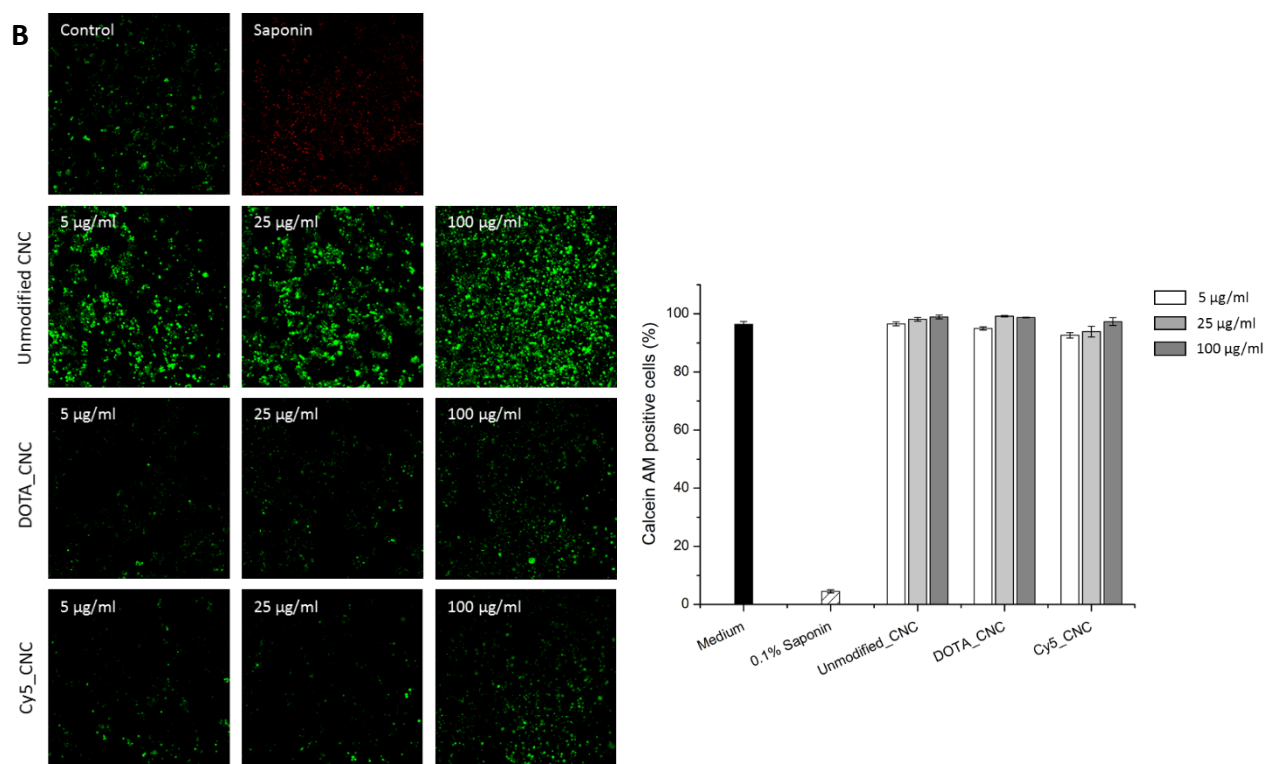 B
Control
Saponin
Unmodified CNC
5 µg/ml
25 µg/ml
100 µg/ml
DOTA_CNC
5 µg/ml
25 µg/ml
100 µg/ml
Cy5_CNC
5 µg/ml
25 µg/ml
100 µg/ml
Calcein AM positive cells (%)
100
80
60
40
20
0
Medium
0.1% Saponin
Unmodified_CNC
DOTA_CNC
Cy5_CNC
5 µg/ml
25 µg/ml
100 µg/ml